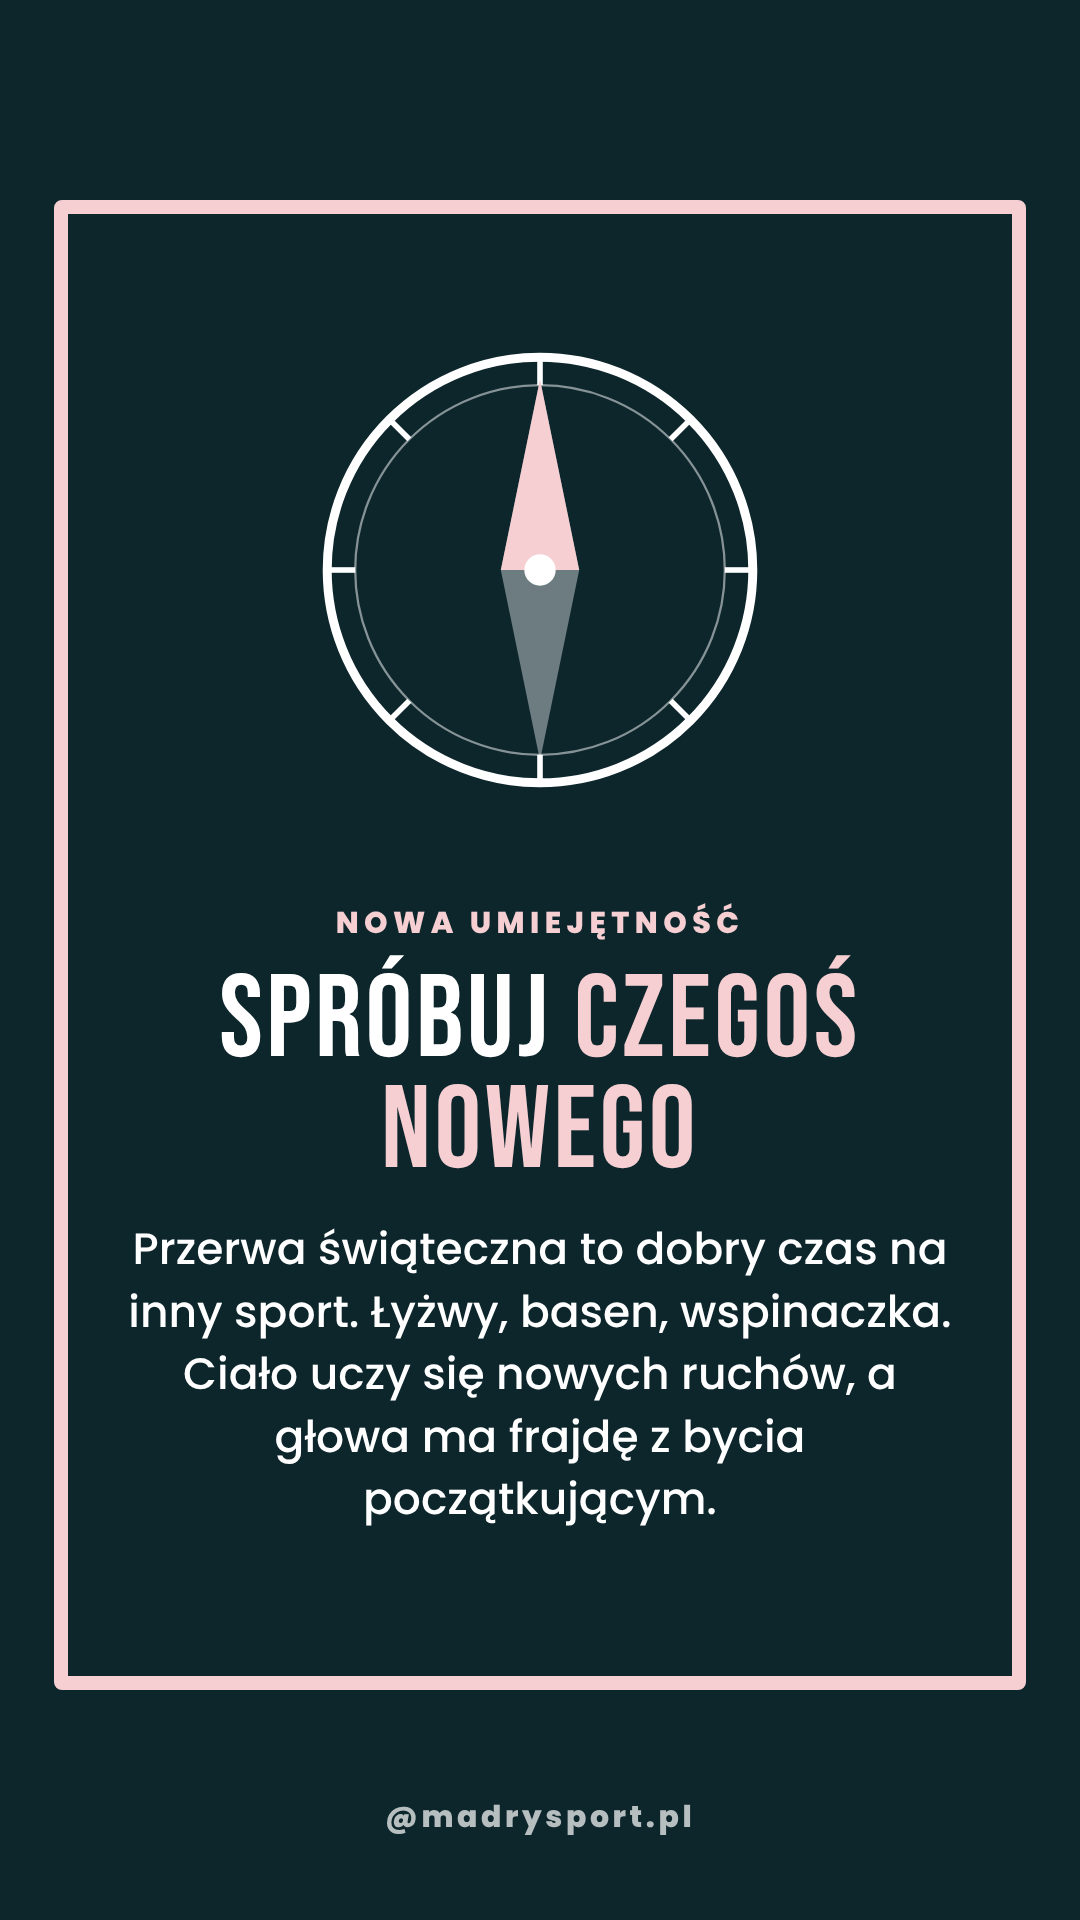 NOWA UMIEJĘTNOŚĆ
SPRÓBUJ CZEGOŚ
NOWEGO
Przerwa świąteczna to dobry czas na
inny sport. Łyżwy, basen, wspinaczka.
Ciało uczy się nowych ruchów, a
głowa ma frajdę z bycia
początkującym.
@madrysport.pl